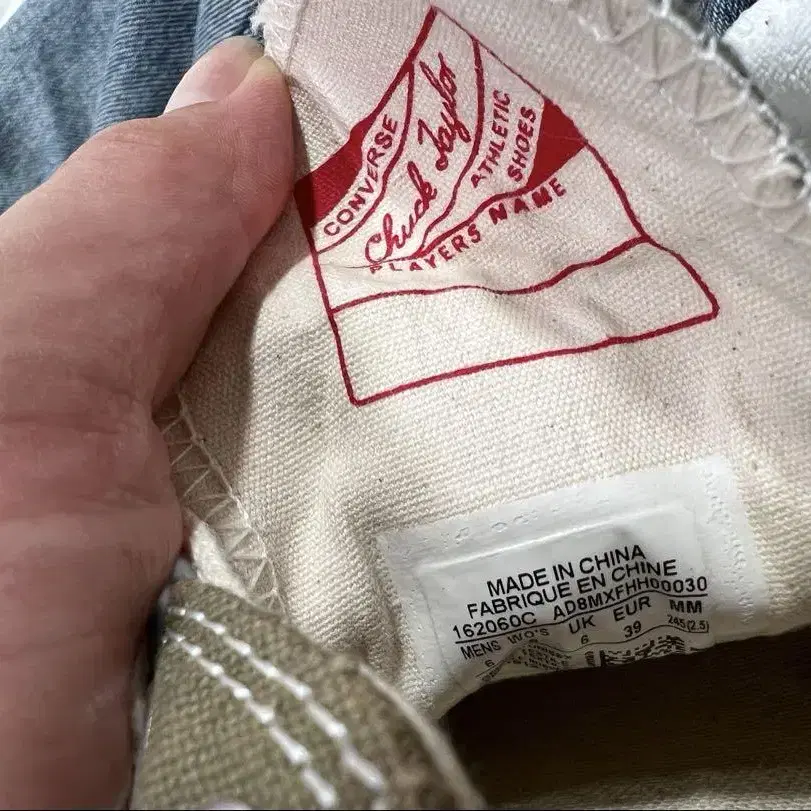 CONVERSE
Chuck Taylor
ATHLETIC
SHOES
PLAYERS NAME
MADE IN CHINA
FABRIQUE EN CHINE
162060C AD8MXFHH00030
MENS WO'S UK EUR MM
6 6 39 245(2.5)